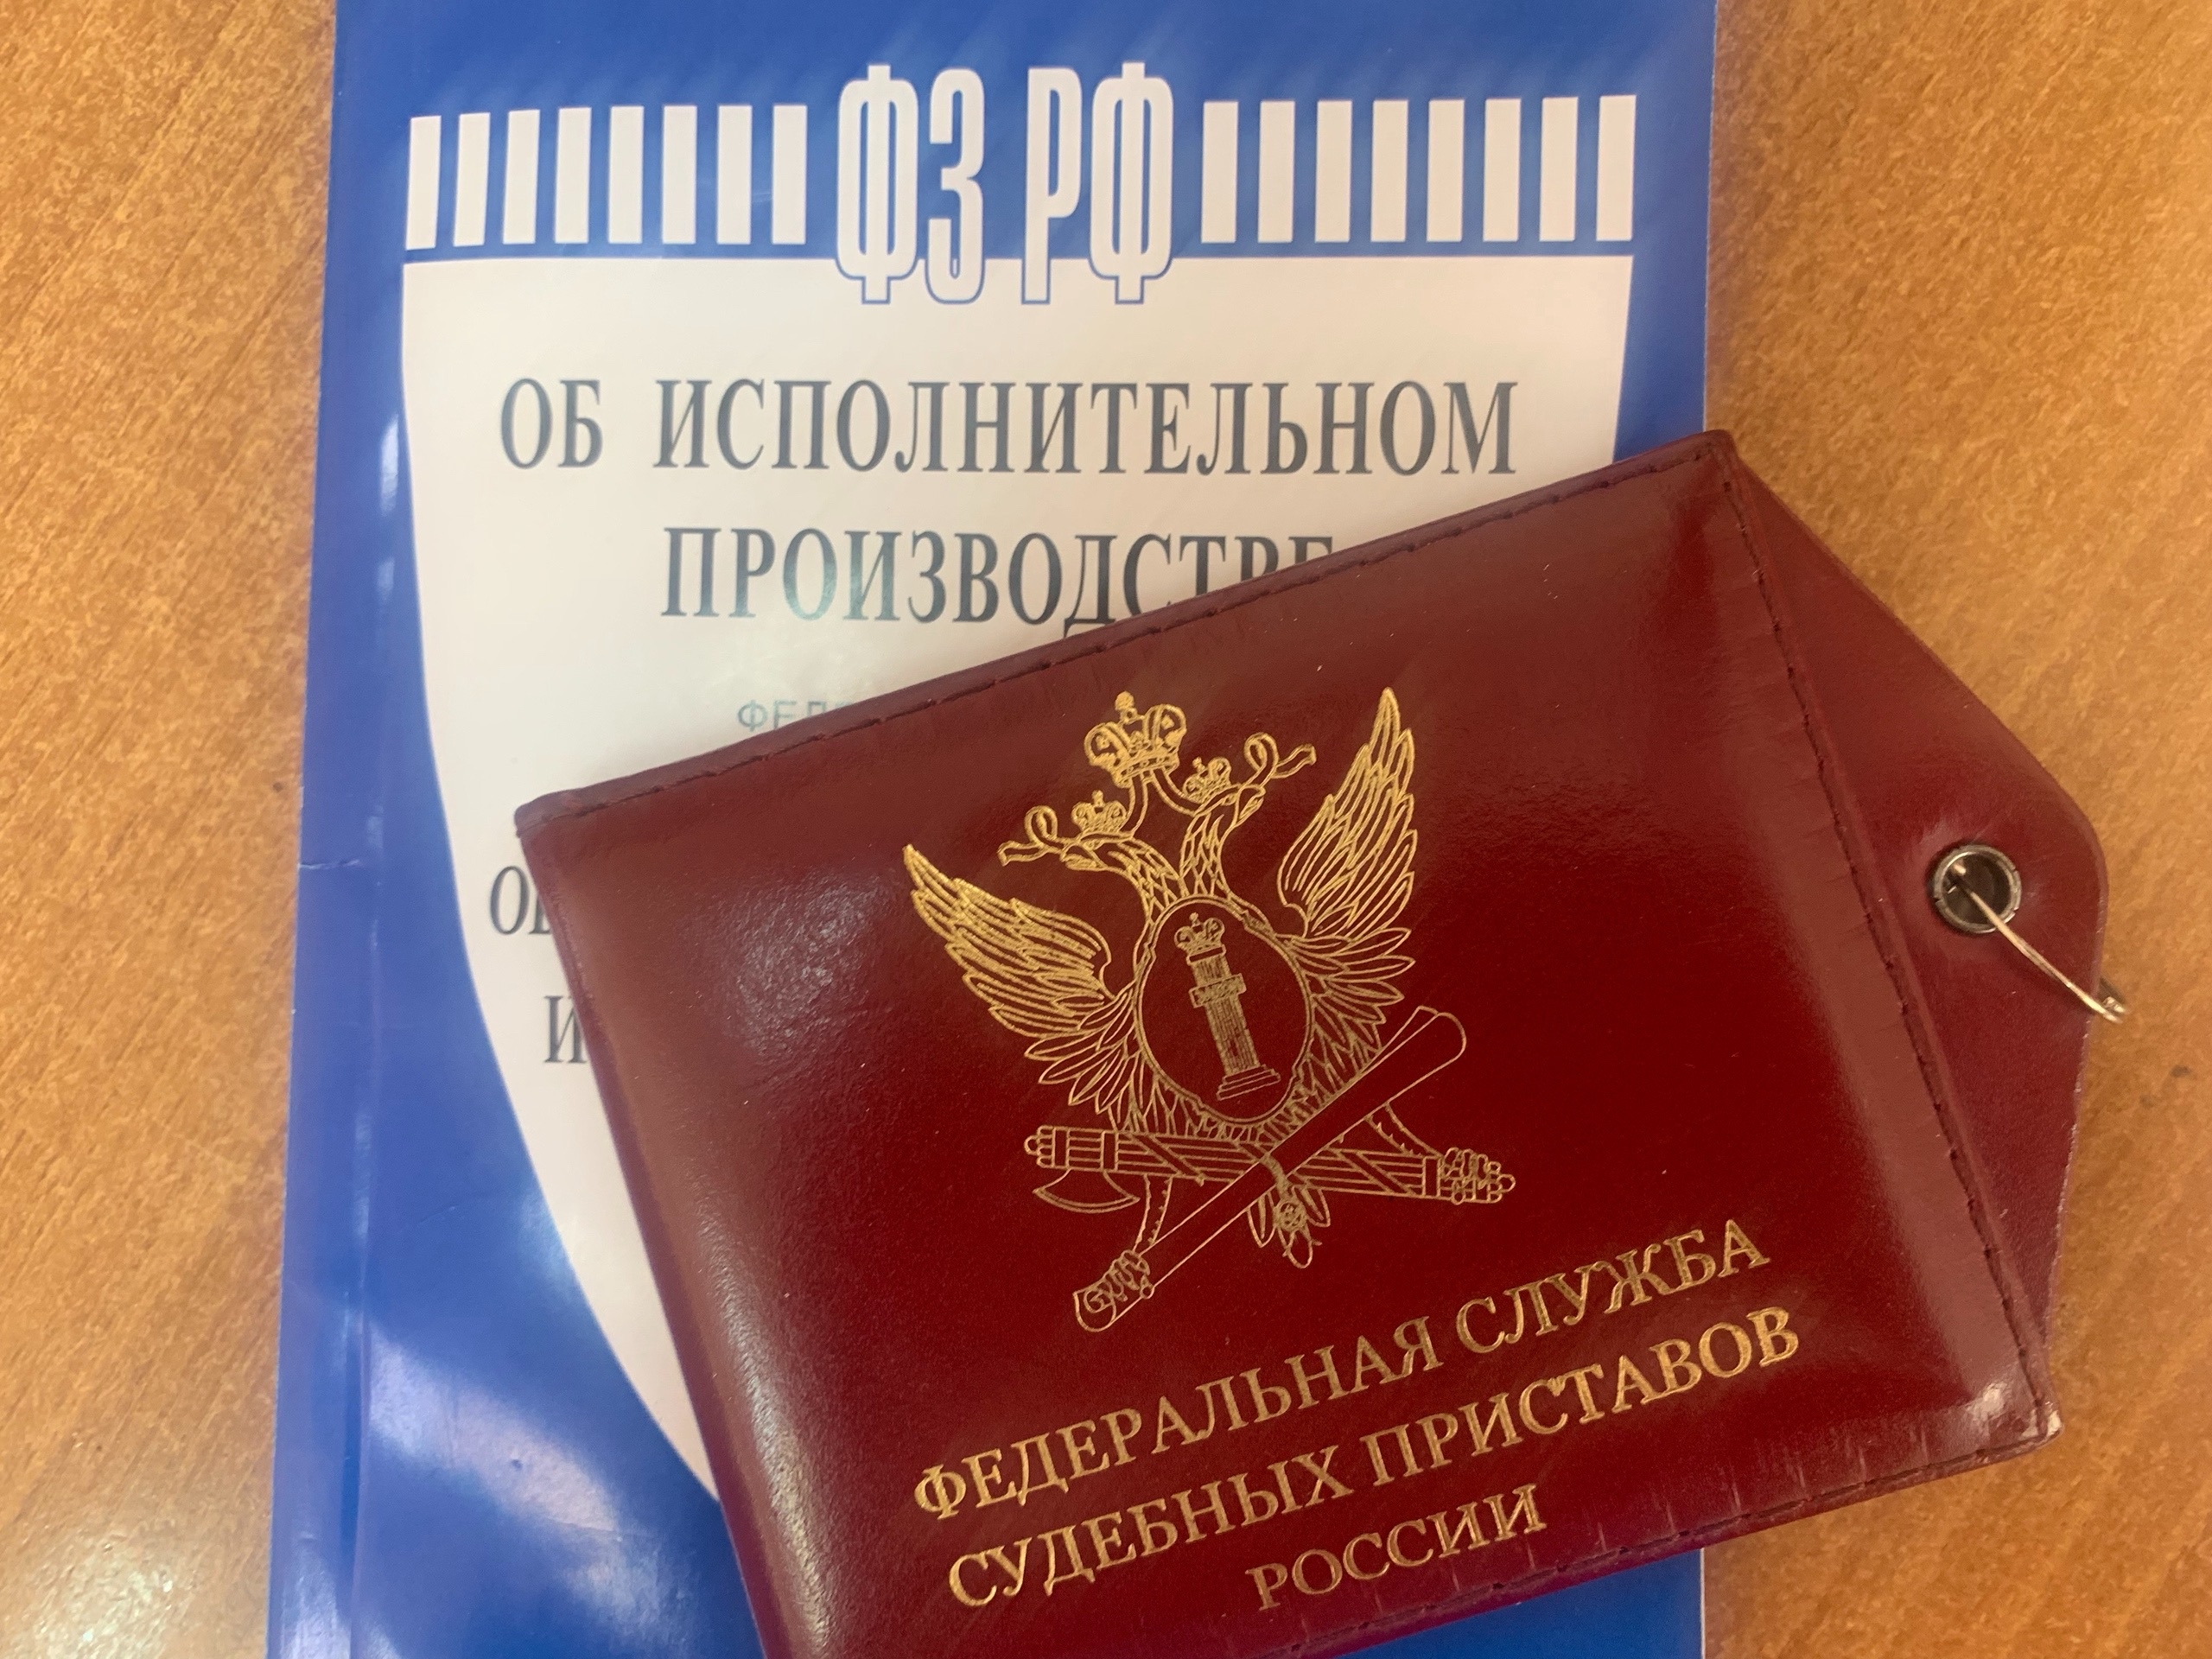 ФЗ РФ
ОБ ИСПОЛНИТЕЛЬНОМ
ФЕДЕРАЛЬНАЯ СЛУЖБА
СУДЕБНЫХ ПРИСТАВОВ
РОССИИ